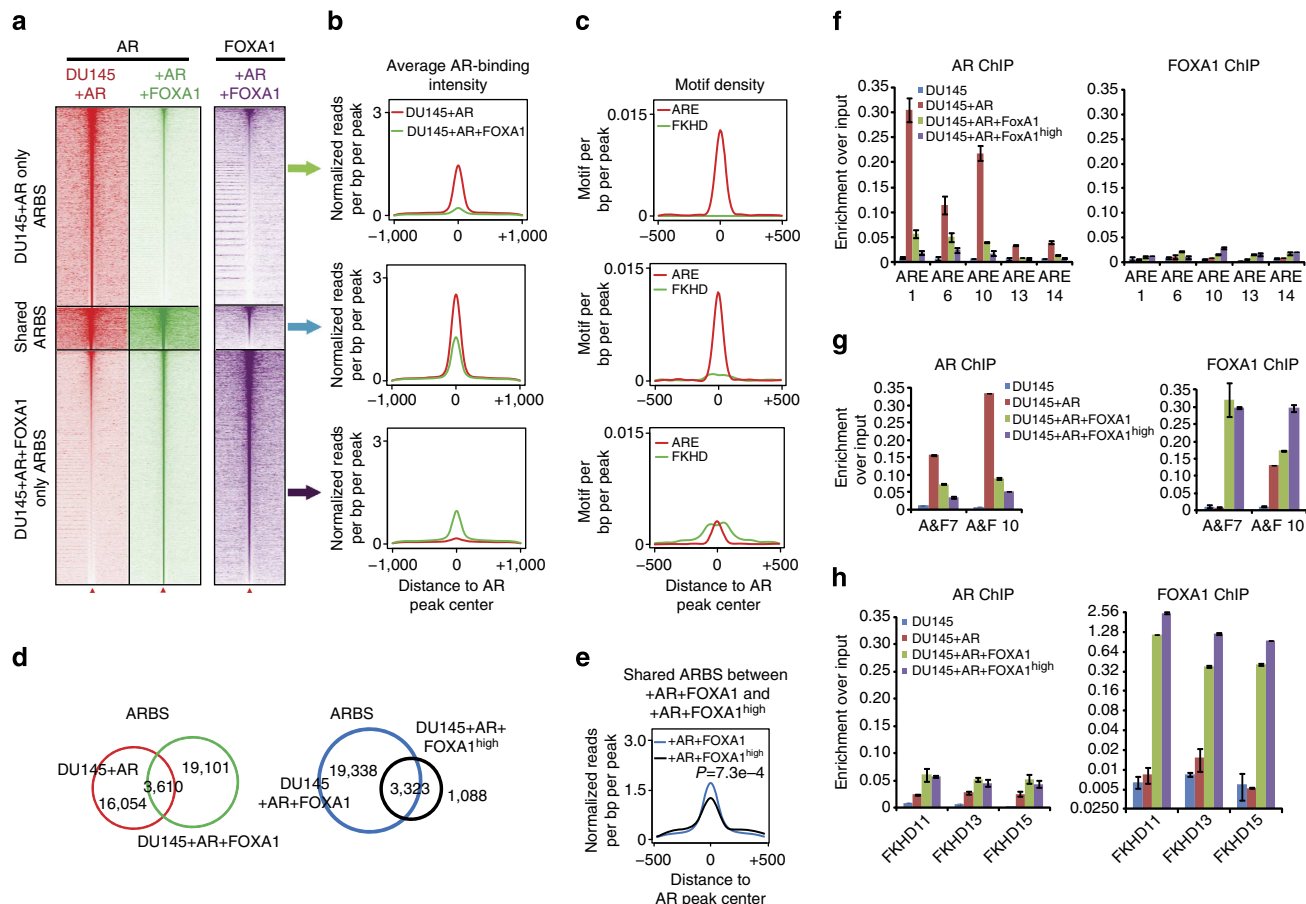 a
AR
FOXA1
DU145
+AR
+AR
+FOXA1
+AR
+FOXA1
DU145+AR only
ARBS
Shared
ARBS
DU145+AR+FOXA1
only ARBS
b
Average AR-binding
intensity
Normalized reads
per bp per peak
3
0
DU145+AR
DU145+AR+FOXA1
−1,000
0
+1,000
Normalized reads
per bp per peak
3
0
−1,000
0
+1,000
Normalized reads
per bp per peak
3
0
−1,000
0
+1,000
Distance to AR
peak center
c
Motif density
Motif per
bp per peak
0.015
0
ARE
FKHD
−500
0
+500
Motif per
bp per peak
0.015
0
ARE
FKHD
−500
0
+500
Motif per
bp per peak
0.015
0
ARE
FKHD
−500
0
+500
Distance to AR
peak center
d
ARBS
DU145+AR
16,054
3,610
19,101
DU145+AR+FOXA1
ARBS
DU145+AR+
FOXA1high
19,338
DU145
+AR+FOXA1
3,323
1,088
e
Shared ARBS between
+AR+FOXA1 and
+AR+FOXA1high
Normalized reads
per bp per peak
3.0
1.5
0
+AR+FOXA1
+AR+FOXA1high
P=7.3e−4
−500
0
+500
Distance to
AR peak center
f
AR ChIP
Enrichment over input
0.35
0.30
0.25
0.20
0.15
0.10
0.05
0
DU145
DU145+AR
DU145+AR+FoxA1
DU145+AR+FoxA1high
ARE ARE ARE ARE ARE
1 6 10 13 14
FOXA1 ChIP
0.35
0.30
0.25
0.20
0.15
0.10
0.05
0
ARE ARE ARE ARE ARE
1 6 10 13 14
g
AR ChIP
Enrichment
over input
0.35
0.30
0.25
0.20
0.15
0.10
0.05
A&F7 A&F 10
DU145
DU145+AR
DU145+AR+FOXA1
DU145+AR+FOXA1high
FOXA1 ChIP
0.35
0.30
0.25
0.20
0.15
0.10
0.05
A&F7 A&F 10
h
AR ChIP
Enrichment over input
0.35
0.30
0.25
0.20
0.15
0.10
0.05
0
DU145
DU145+AR
DU145+AR+FOXA1
DU145+AR+FOXA1high
FKHD11
FKHD13
FKHD15
FOXA1 ChIP
2.56
1.28
0.32
0.16
0.08
0.04
0.02
0.01
0.005
0.0250
FKHD11
FKHD13
FKHD15